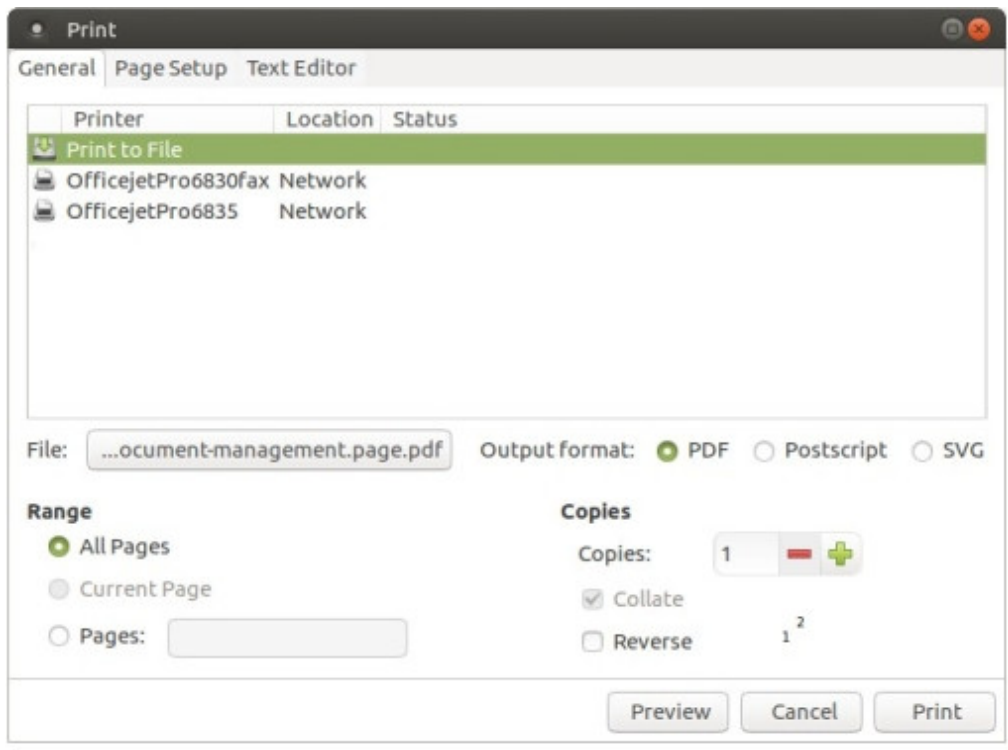 Print
General Page Setup Text Editor
Printer Location Status
Print to File
OfficejetPro6830fax Network
OfficejetPro6835 Network
File: ...ocument-management.page.pdf Output format: PDF Postscript SVG
Range Copies
All Pages Copies: 1
Current Page Collate
Pages: Reverse 1 2
Preview Cancel Print